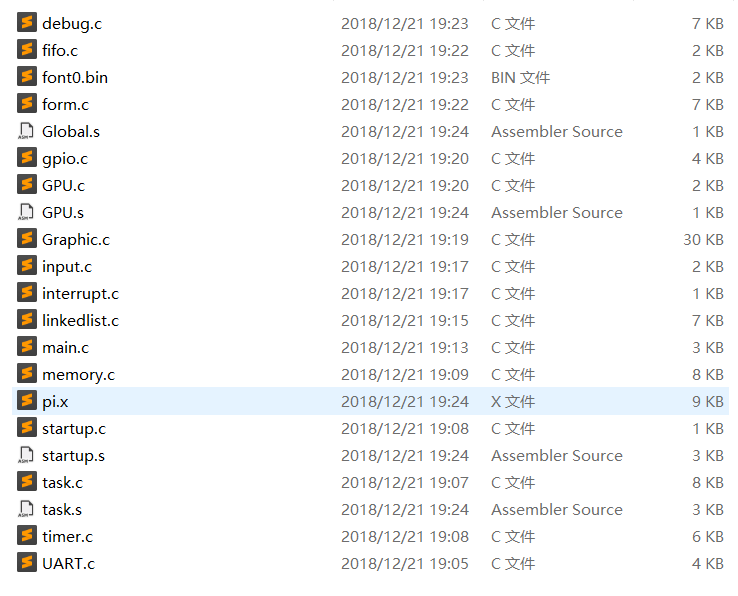 debug.c 2018/12/21 19:23 C 文件 7 KB
fifo.c 2018/12/21 19:22 C 文件 2 KB
font0.bin 2018/12/21 19:23 BIN 文件 2 KB
form.c 2018/12/21 19:22 C 文件 7 KB
Global.s 2018/12/21 19:24 Assembler Source 1 KB
gpio.c 2018/12/21 19:20 C 文件 4 KB
GPU.c 2018/12/21 19:20 C 文件 2 KB
GPU.s 2018/12/21 19:24 Assembler Source 1 KB
Graphic.c 2018/12/21 19:19 C 文件 30 KB
input.c 2018/12/21 19:17 C 文件 2 KB
interrupt.c 2018/12/21 19:17 C 文件 1 KB
linkedlist.c 2018/12/21 19:15 C 文件 7 KB
main.c 2018/12/21 19:13 C 文件 3 KB
memory.c 2018/12/21 19:09 C 文件 8 KB
pi.x 2018/12/21 19:24 X 文件 9 KB
startup.c 2018/12/21 19:08 C 文件 1 KB
startup.s 2018/12/21 19:24 Assembler Source 3 KB
task.c 2018/12/21 19:07 C 文件 8 KB
task.s 2018/12/21 19:24 Assembler Source 3 KB
timer.c 2018/12/21 19:08 C 文件 6 KB
UART.c 2018/12/21 19:05 C 文件 4 KB